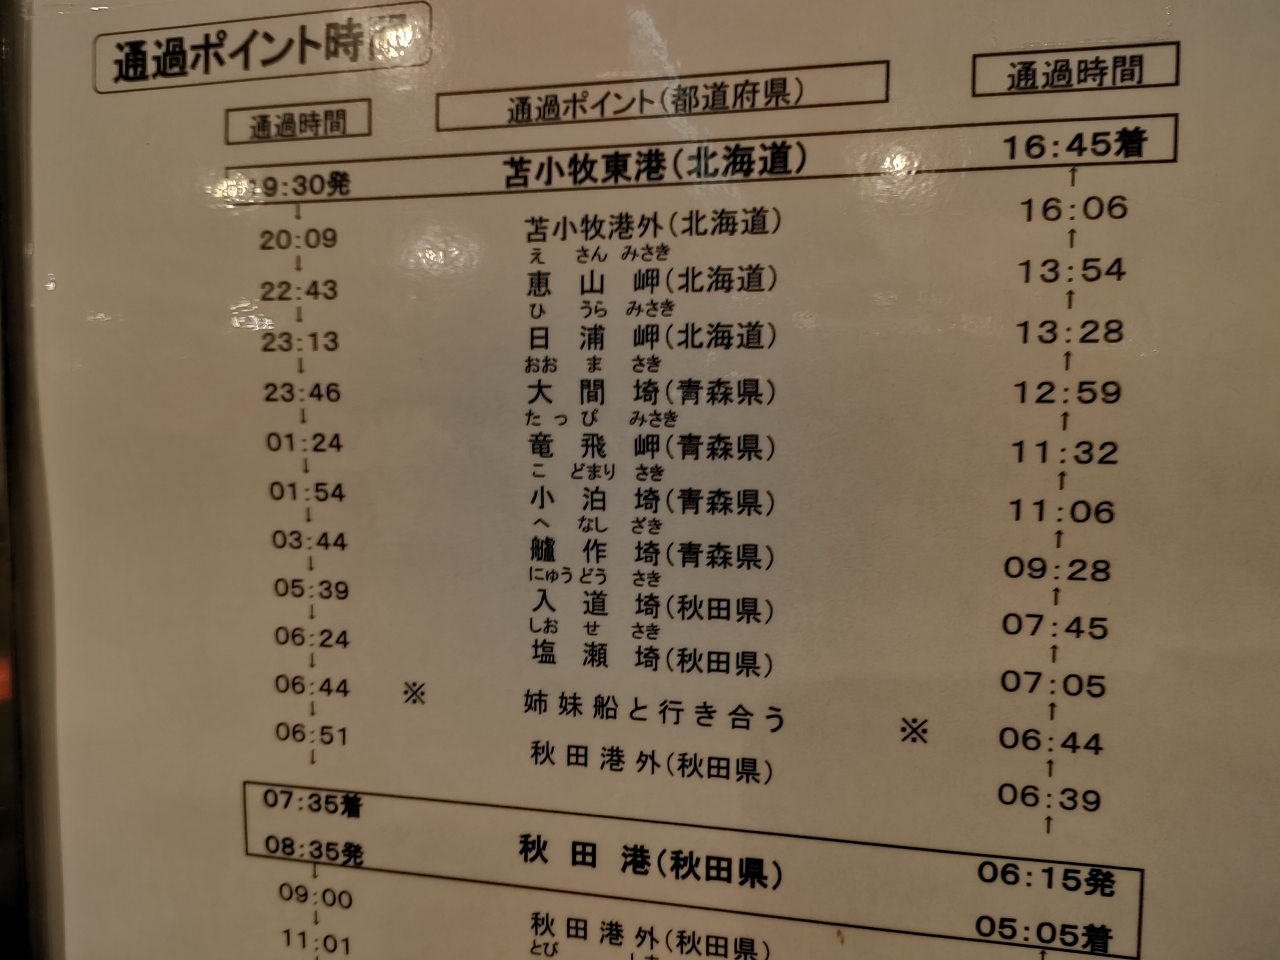 通過ポイント時間
通過時間 通過ポイント(都道府県) 通過時間
19:30発 苫小牧東港(北海道) 16:45着
↓ ↑
20:09 苫小牧港外(北海道) 16:06
↓ え さん みさき ↑
22:43 恵山岬(北海道) 13:54
↓ ひ うら みさき ↑
23:13 日浦岬(北海道) 13:28
↓ おお ま さき ↑
23:46 大間埼(青森県) 12:59
↓ たっ ぴ みさき ↑
01:24 竜飛岬(青森県) 11:32
↓ こ どまり さき ↑
01:54 小泊埼(青森県) 11:06
↓ へ なし ざき ↑
03:44 艫作埼(青森県) 09:28
↓ にゅう どう さき ↑
05:39 入道埼(秋田県) 07:45
↓ しお せ さき ↑
06:24 塩瀬埼(秋田県) 07:05
↓ ↑
06:44 ※ 姉妹船と行き合う ※ 06:44
↓ ↑
06:51 秋田港外(秋田県) 06:39
↓ ↑
07:35着 秋田港(秋田県) 06:15発
08:35発 05:05着
↓ ↑
09:00 秋田港外(秋田県)
↓ とび しま
11:01